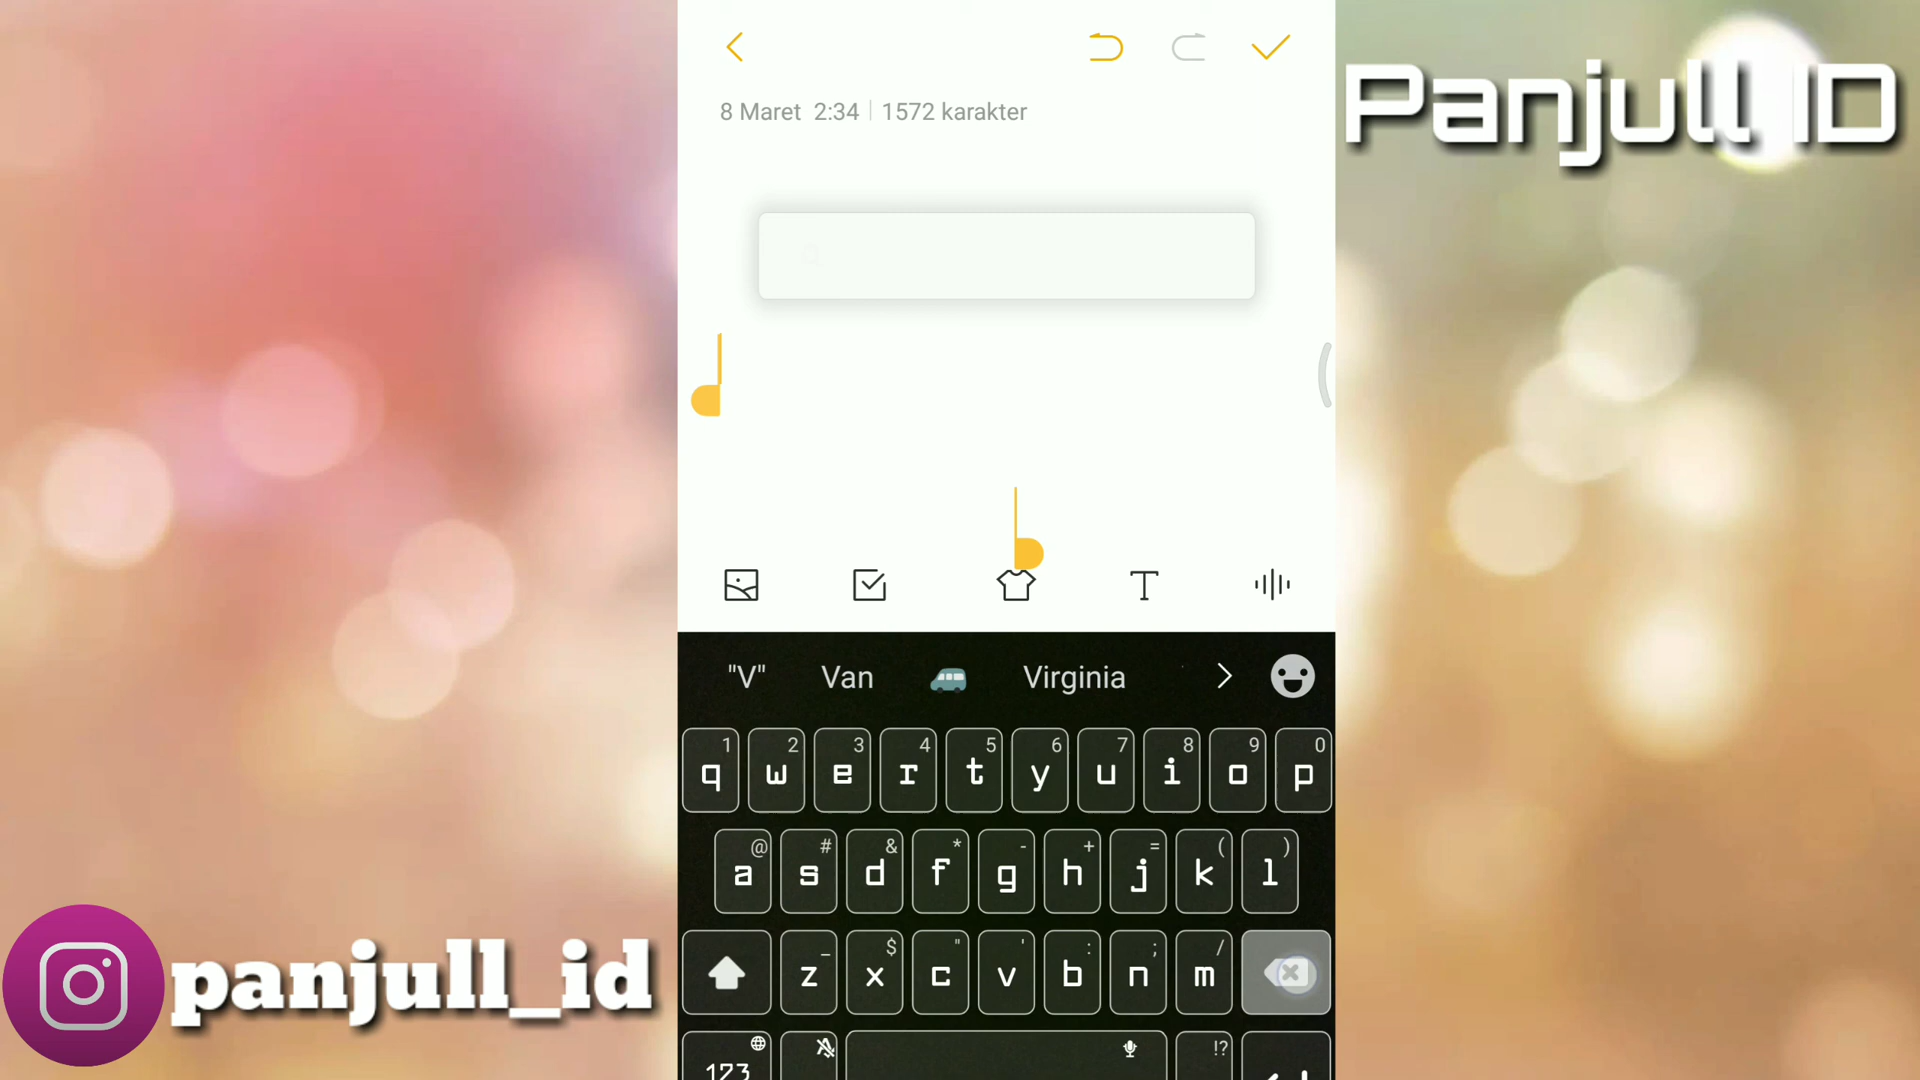 Panjull ID
8 Maret 2:34 | 1572 karakter
"V" Van Virginia
1 2 3 4 5 6 7 8 9 0
q w e r t y u i o p
@ # & * - + = ( )
a s d f g h j k l
_ $ " ' : ; /
z x c v b n m
panjull_id
!?
123